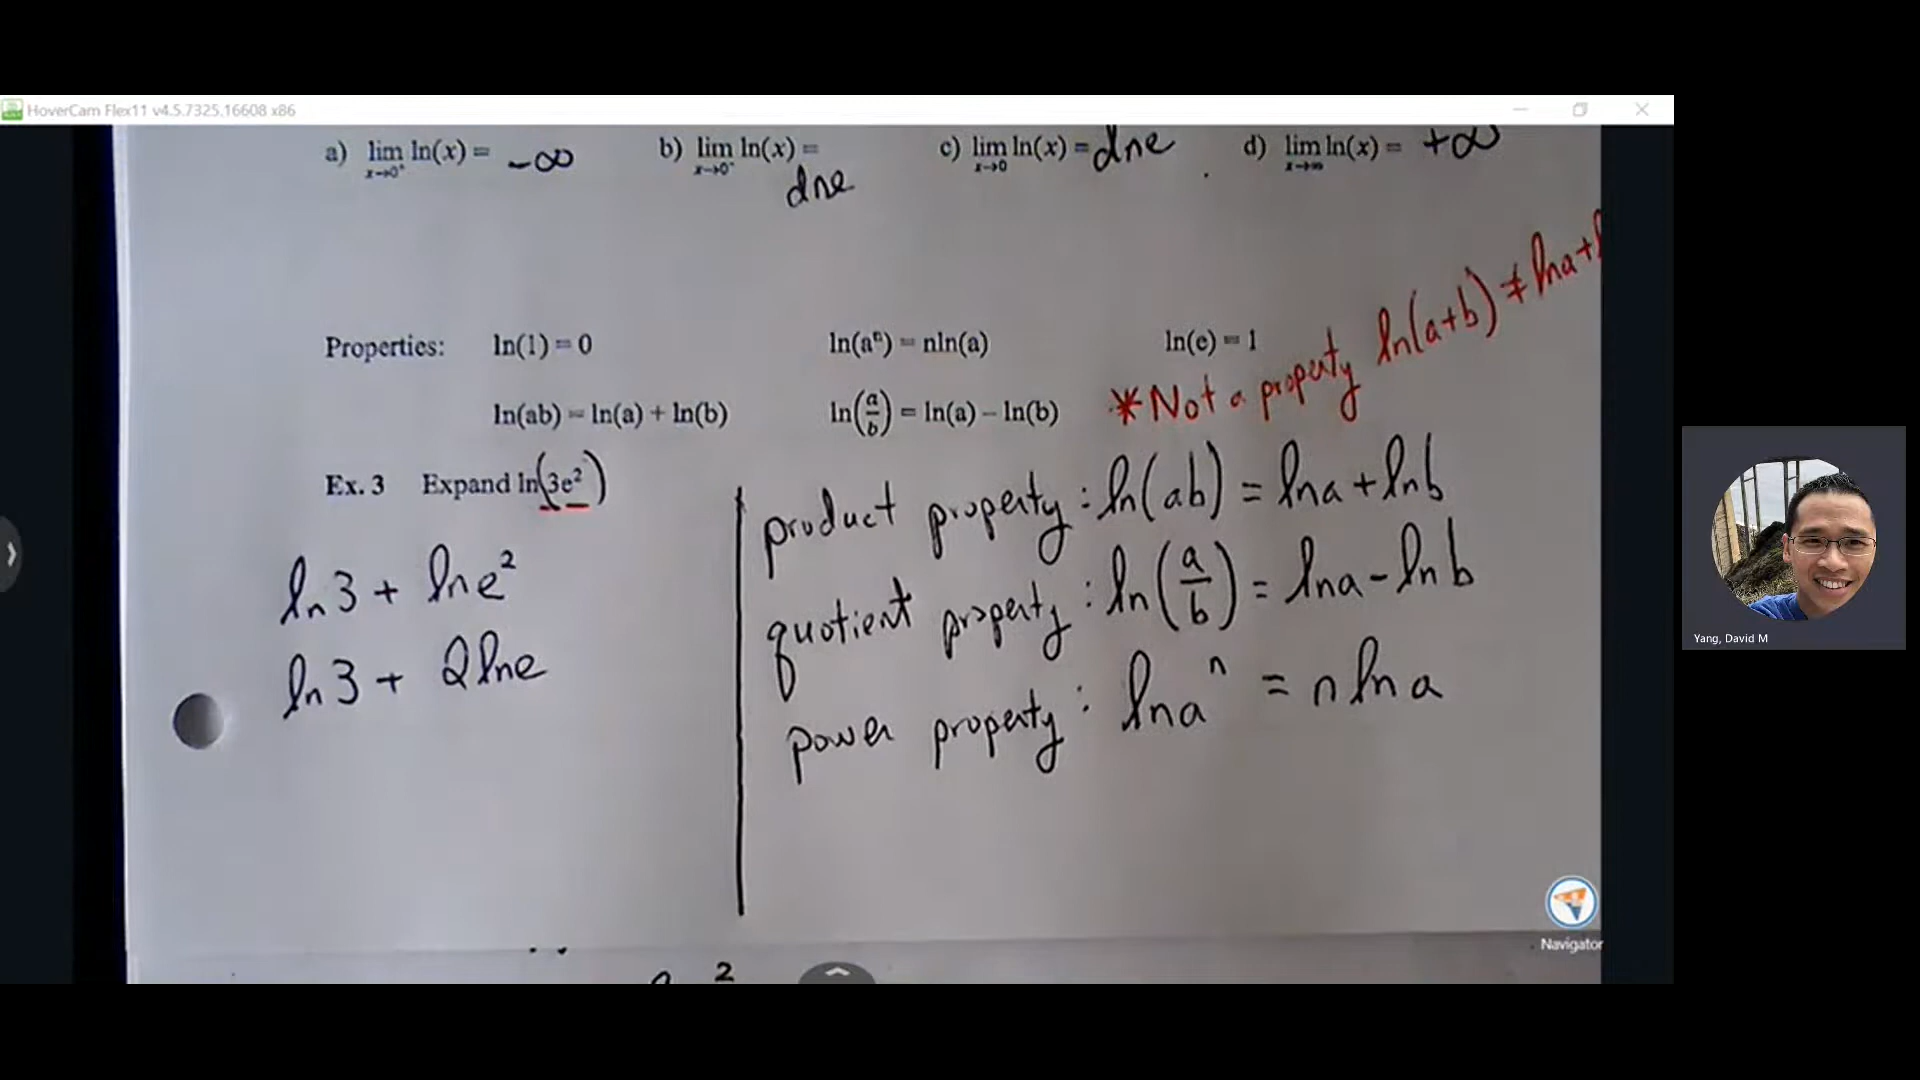 HoverCam Flex11 v4.5.7325.16608 x86
a) lim ln(x) = -∞ b) lim ln(x) = dne c) lim ln(x) = dne d) lim ln(x) = +∞
x→0⁺ x→0⁻ x→0 x→∞
Properties: ln(1) = 0 ln(aⁿ) = nln(a) ln(e) = 1
ln(ab) = ln(a) + ln(b) ln(a/b) = ln(a) − ln(b)
*Not a property ln(a+b) ≠ lna+
Ex. 3 Expand ln(3e²)
ln3 + lne²
ln3 + 2lne
product property: ln(ab) = lna + lnb
quotient property: ln(a/b) = lna - lnb
power property: lnaⁿ = n ln a
2
Navigator
Yang, David M